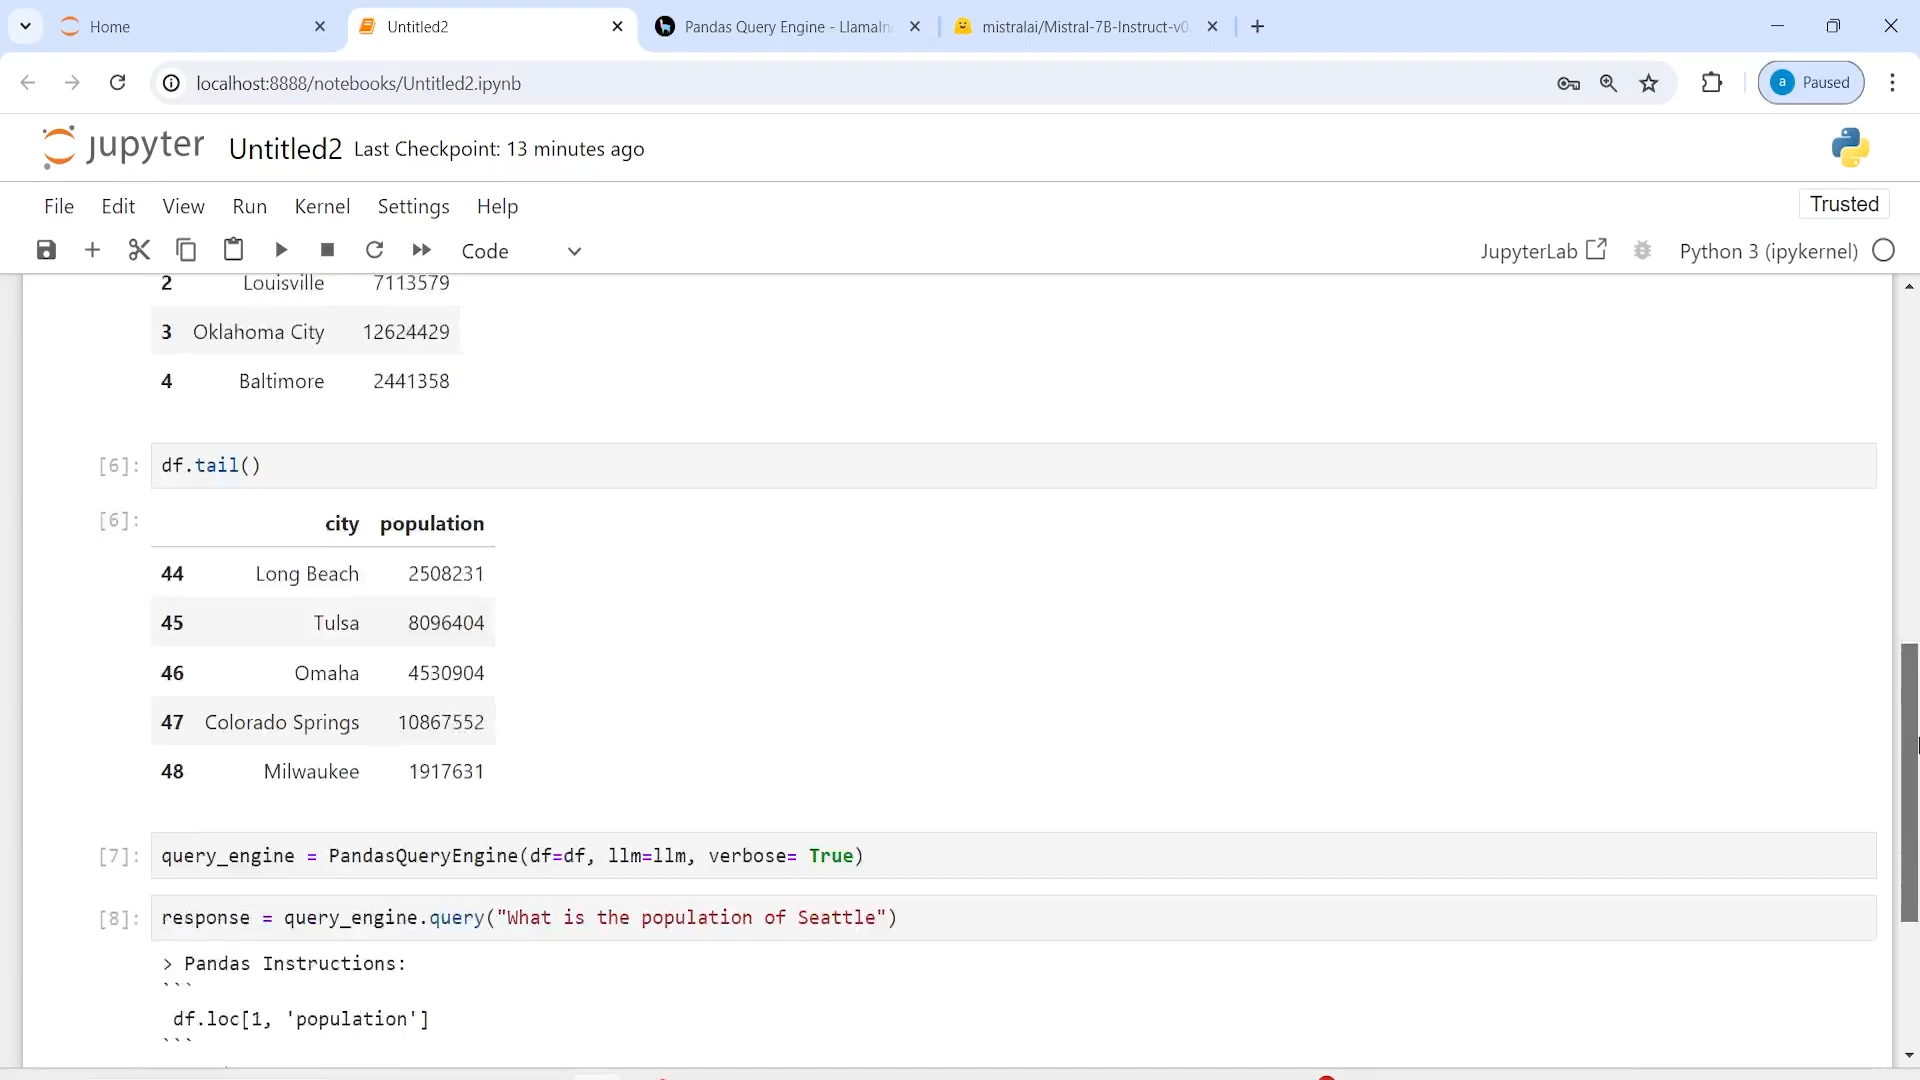 Home
Untitled2
Pandas Query Engine - LlamaIn
mistralai/Mistral-7B-Instruct-v0.
localhost:8888/notebooks/Untitled2.ipynb
a Paused
jupyter Untitled2 Last Checkpoint: 13 minutes ago
File Edit View Run Kernel Settings Help
Trusted
Code
JupyterLab
Python 3 (ipykernel)
2 Louisville 7113579
3 Oklahoma City 12624429
4 Baltimore 2441358
[6]: df.tail()
[6]: city population
44 Long Beach 2508231
45 Tulsa 8096404
46 Omaha 4530904
47 Colorado Springs 10867552
48 Milwaukee 1917631
[7]: query_engine = PandasQueryEngine(df=df, llm=llm, verbose= True)
[8]: response = query_engine.query("What is the population of Seattle")
> Pandas Instructions:
```
df.loc[1, 'population']
```